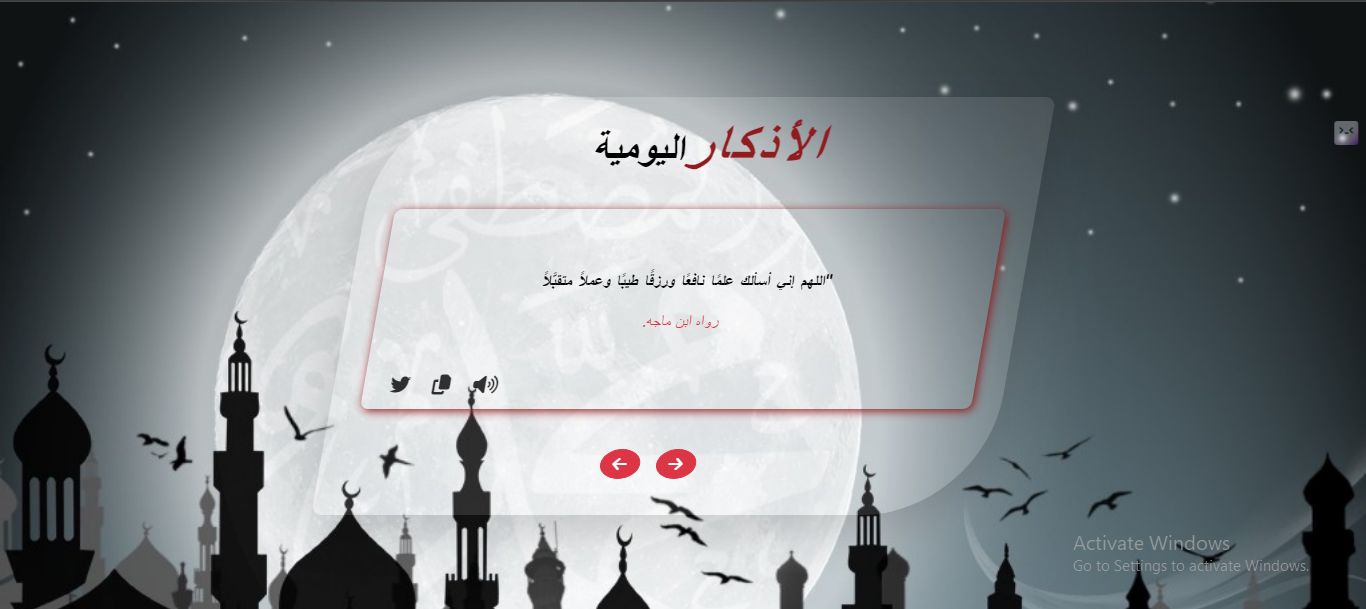 الأذكار اليومية
"اللهم إني أسألك علمًا نافعًا ورزقًا طيبًا وعملاً متقبّلاً
رواه ابن ماجه.
Activate Windows
Go to Settings to activate Windows.